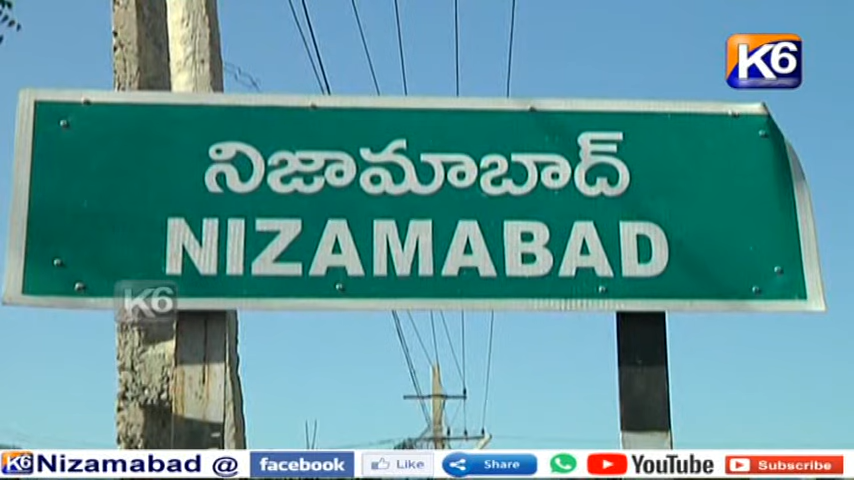 K6
నిజామాబాద్
NIZAMABAD
K6
K6 Nizamabad @ facebook Like Share YouTube Subscribe